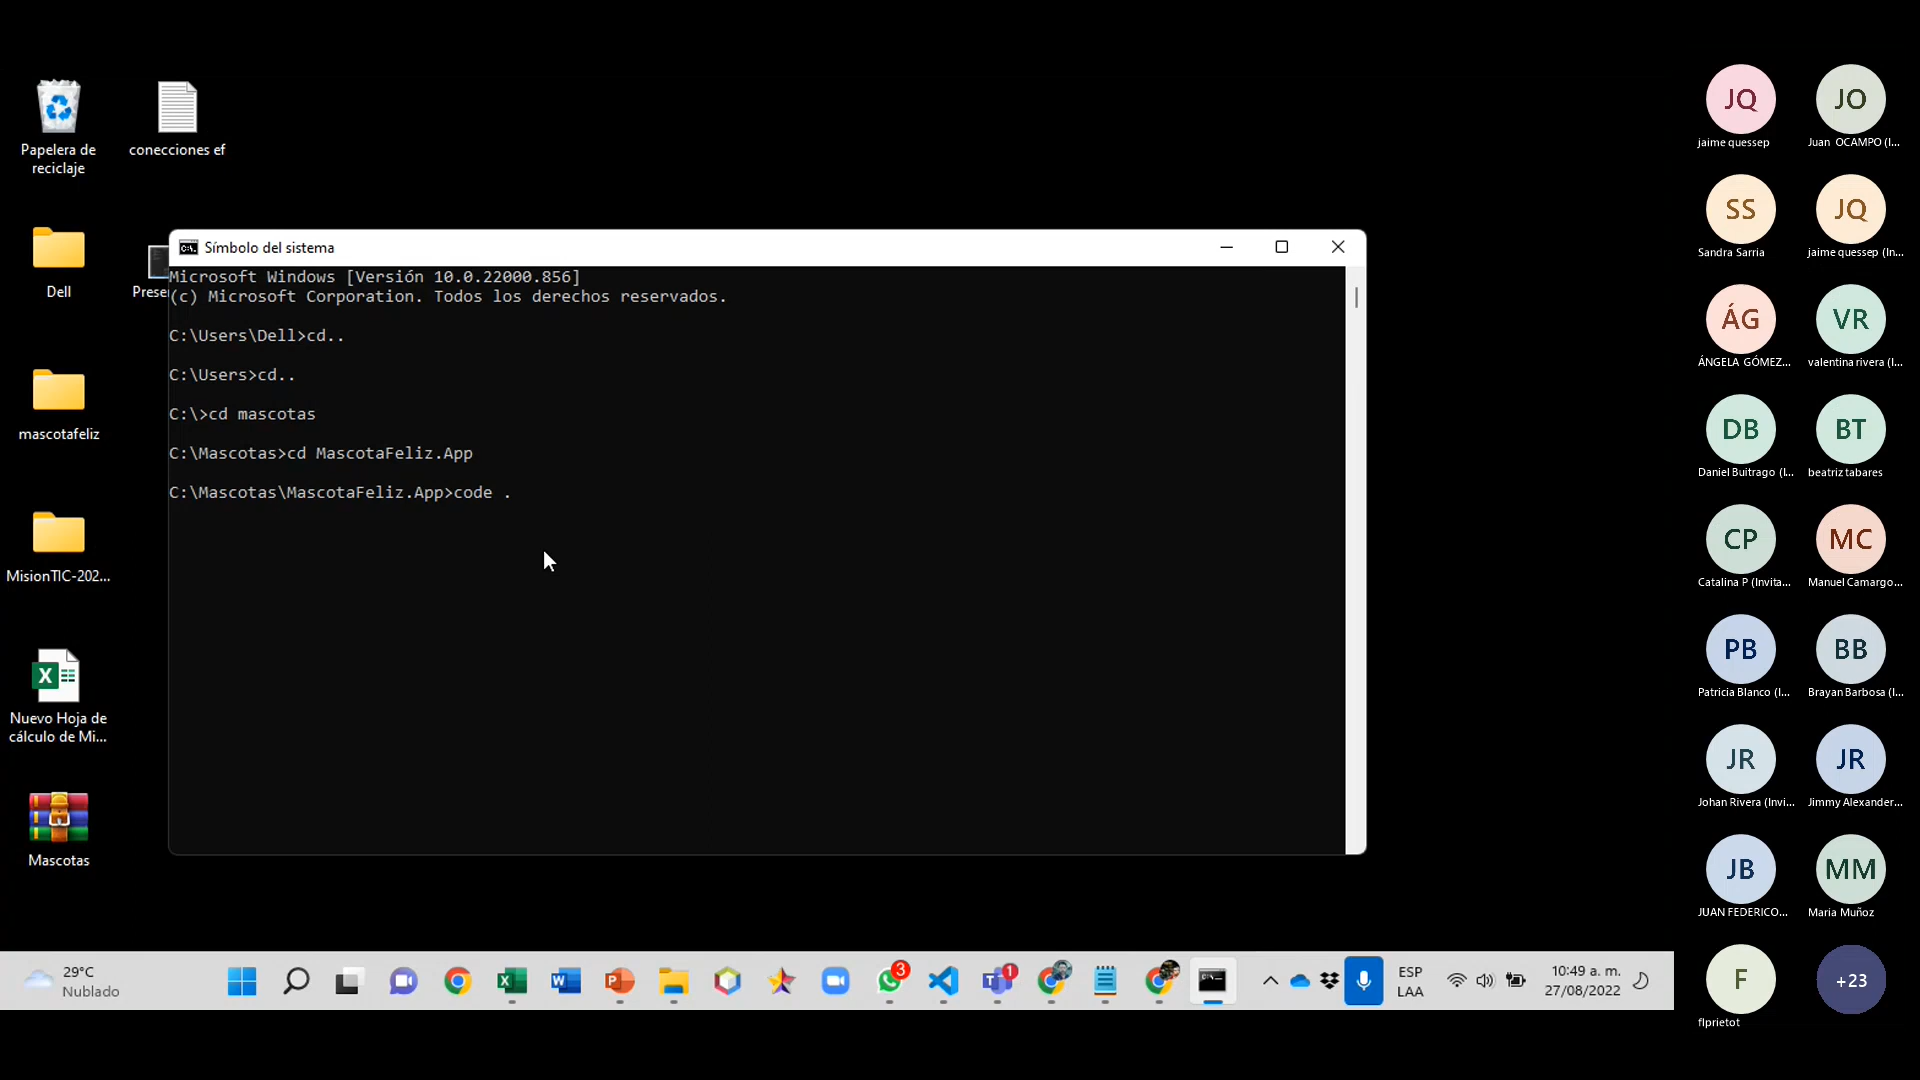 Papelera de
reciclaje
conecciones ef
Dell
mascotafeliz
MisionTIC-202...
Nuevo Hoja de
cálculo de Mi...
Mascotas
Símbolo del sistema
Microsoft Windows [Versión 10.0.22000.856]
(c) Microsoft Corporation. Todos los derechos reservados.
C:\Users\Dell>cd..
C:\Users>cd..
C:\>cd mascotas
C:\Mascotas>cd MascotaFeliz.App
C:\Mascotas\MascotaFeliz.App>code .
29°C
Nublado
3
1
ESP
LAA
10:49 a. m.
27/08/2022
JQ
jaime quessep
JO
Juan OCAMPO (I...
SS
Sandra Sarria
JQ
jaime quessep (In...
ÁG
ÁNGELA GÓMEZ...
VR
valentina rivera (I...
DB
Daniel Buitrago (I...
BT
beatriz tabares
CP
Catalina P (Invita...
MC
Manuel Camargo...
PB
Patricia Blanco (I...
BB
Brayan Barbosa (I...
JR
Johan Rivera (Invi...
JR
Jimmy Alexander...
JB
JUAN FEDERICO...
MM
Maria Muñoz
F
flprietot
+23